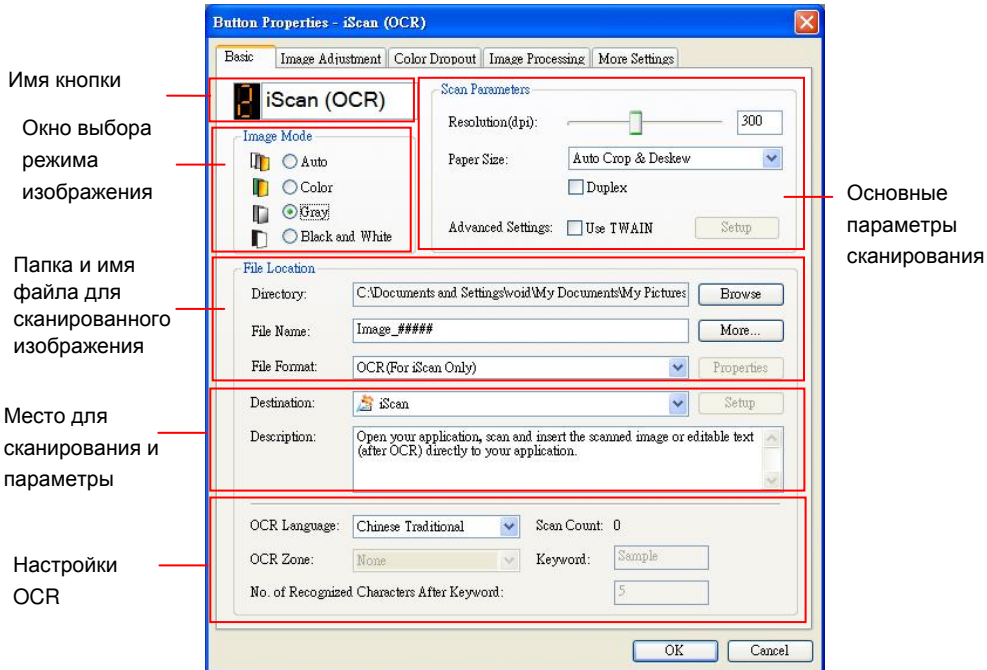 Button Properties - iScan (OCR)
Basic Image Adjustment Color Dropout Image Processing More Settings
Имя кнопки
2 iScan (OCR)
Окно выбора
режима
изображения
Image Mode
Auto
Color
Gray
Black and White
Scan Parameters
Resolution(dpi): 300
Paper Size: Auto Crop & Deskew
Duplex
Advanced Settings: Use TWAIN Setup
Основные
параметры
сканирования
Папка и имя
файла для
сканированного
изображения
File Location
Directory: C:\Documents and Settings\void\My Documents\My Pictures Browse
File Name: Image_##### More...
File Format: OCR(For iScan Only) Properties
Место для
сканирования и
параметры
Destination: iScan Setup
Description: Open your application, scan and insert the scanned image or editable text
(after OCR) directly to your application.
Настройки
OCR
OCR Language: Chinese Traditional Scan Count: 0
OCR Zone: None Keyword: Sample
No. of Recognized Characters After Keyword: 5
OK Cancel